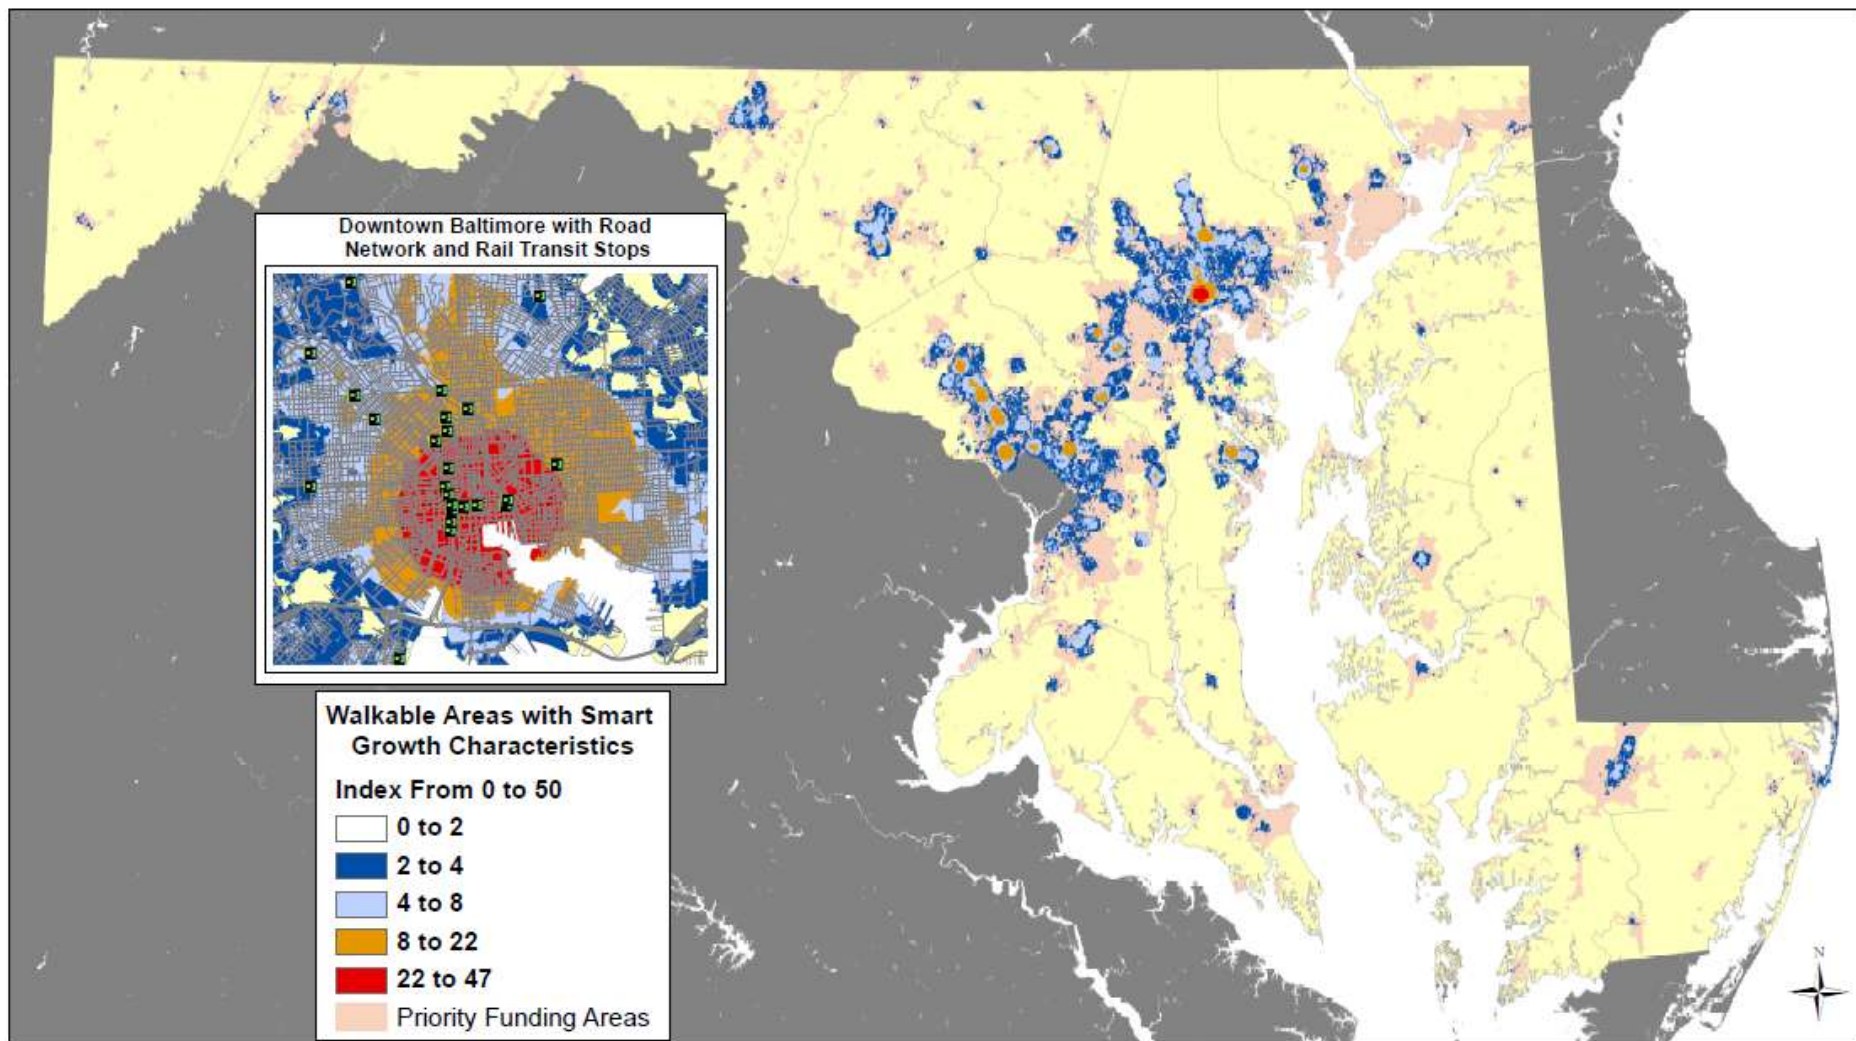 Downtown Baltimore with Road
Network and Rail Transit Stops
Walkable Areas with Smart
Growth Characteristics
Index From 0 to 50
0 to 2
2 to 4
4 to 8
8 to 22
22 to 47
Priority Funding Areas
N